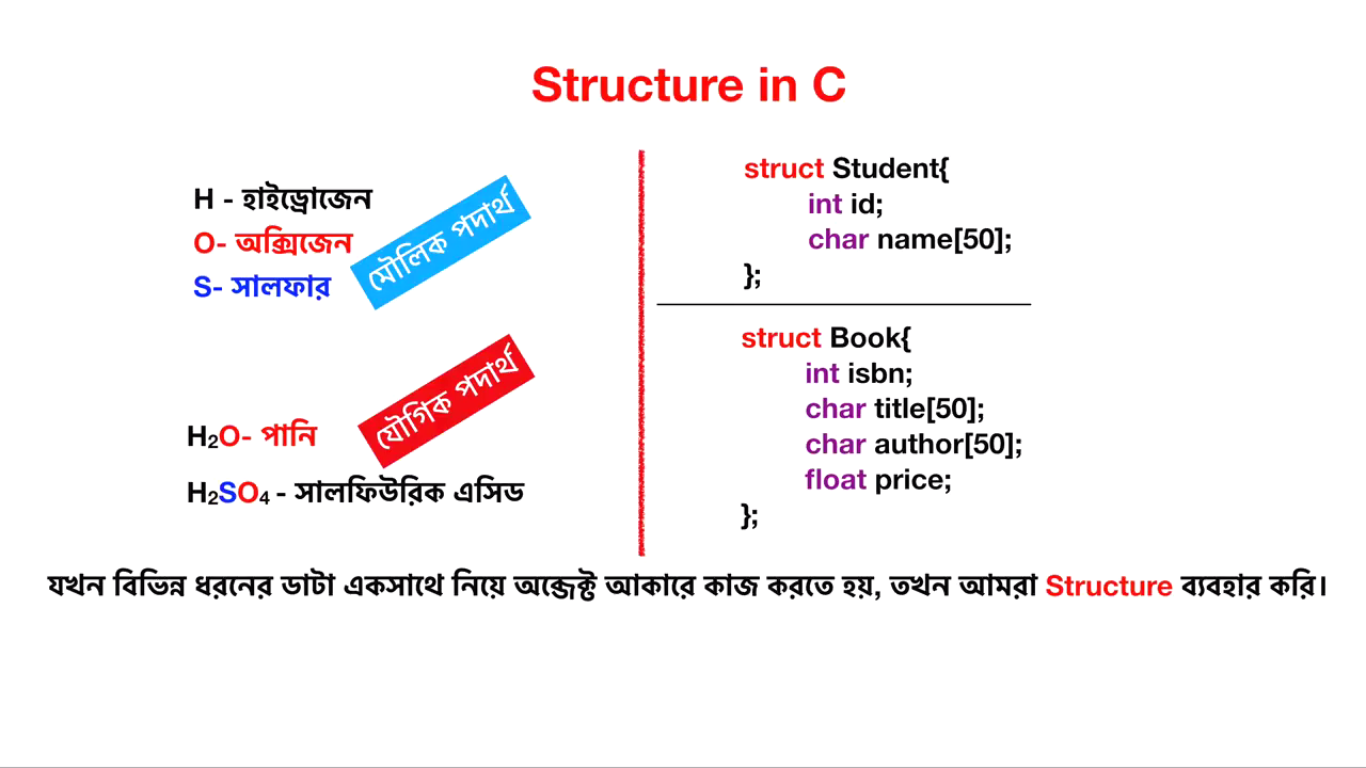 Structure in C
H - হাইড্রোজেন
O- অক্সিজেন
S- সালফার
মৌলিক পদার্থ
যৌগিক পদার্থ
H₂O- পানি
H₂SO₄ - সালফিউরিক এসিড
struct Student{
int id;
char name[50];
};
struct Book{
int isbn;
char title[50];
char author[50];
float price;
};
যখন বিভিন্ন ধরনের ডাটা একসাথে নিয়ে অব্জেক্ট আকারে কাজ করতে হয়, তখন আমরা Structure ব্যবহার করি।